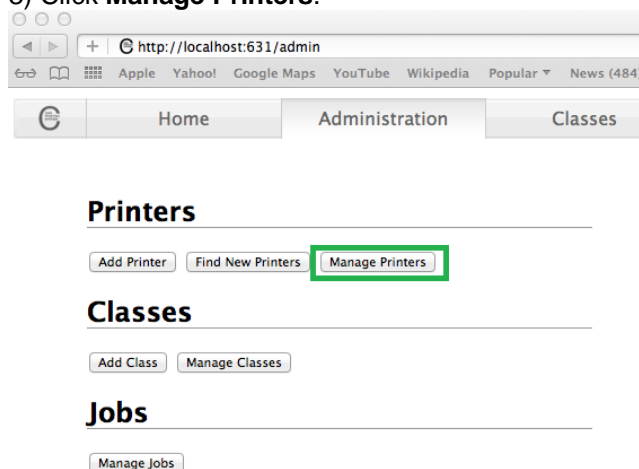 Click Manage Printers.
http://localhost:631/admin
Apple Yahoo! Google Maps YouTube Wikipedia Popular ▾ News (484)
Home Administration Classes
Printers
Add Printer Find New Printers Manage Printers
Classes
Add Class Manage Classes
Jobs
Manage Jobs